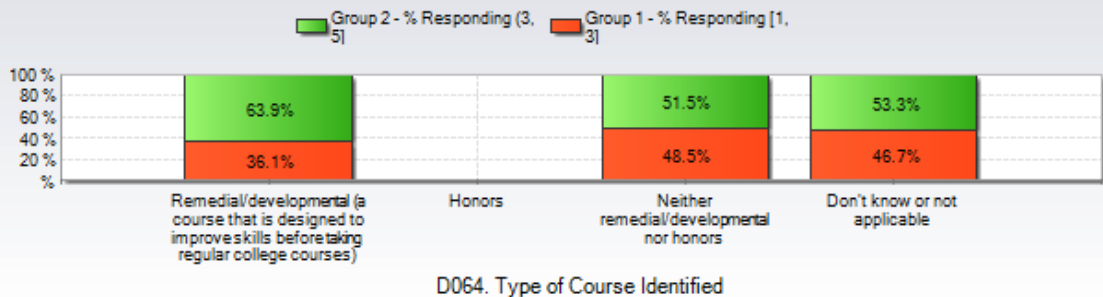 Group 2 - % Responding (3, 5]
Group 1 - % Responding [1, 3]
100 %
80 %
60 %
40 %
20 %
%
63.9%
36.1%
51.5%
48.5%
53.3%
46.7%
Remedial/developmental (a
course that is designed to
improve skills before taking
regular college courses)
Honors
Neither
remedial/developmental
nor honors
Don't know or not
applicable
D064. Type of Course Identified